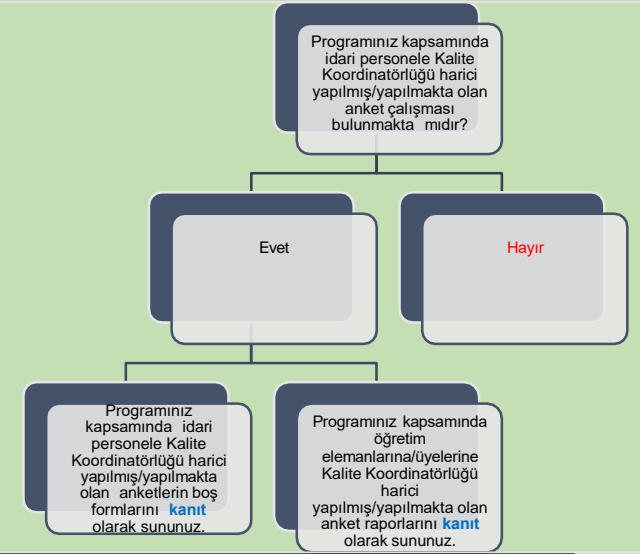 Programınız kapsamında
idari personele Kalite
Koordinatörlüğü harici
yapılmış/yapılmakta olan
anket çalışması
bulunmakta mıdır?
Evet
Hayır
Programınız
kapsamında idari
personele Kalite
Koordinatörlüğü harici
yapılmış/yapılmakta
olan anketlerin boş
formlarını kanıt
olarak sununuz.
Programınız kapsamında
öğretim
elemanlarına/üyelerine
Kalite Koordinatörlüğü
harici
yapılmış/yapılmakta olan
anket raporlarını kanıt
olarak sununuz.